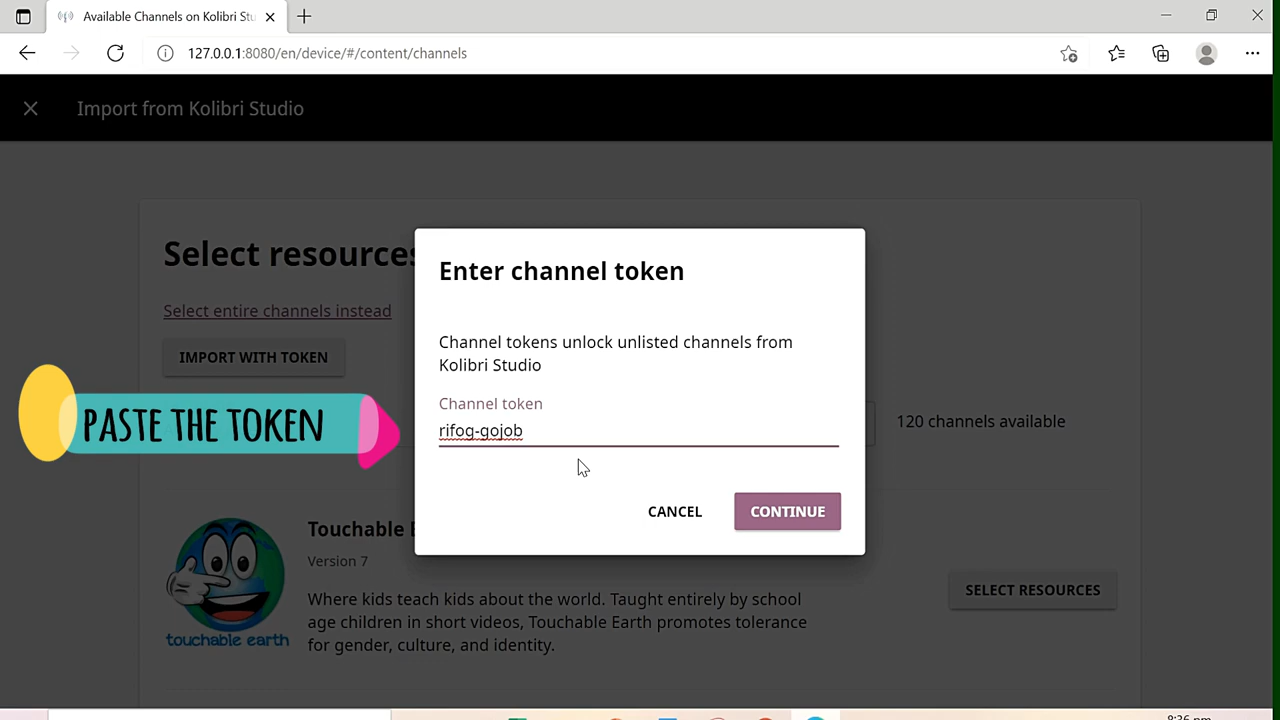 Available Channels on Kolibri Stu
127.0.0.1:8080/en/device/#/content/channels
Import from Kolibri Studio
Select resources
Select entire channels instead
IMPORT WITH TOKEN
120 channels available
Enter channel token
Channel tokens unlock unlisted channels from
Kolibri Studio
Channel token
rifog-gojob
CANCEL
CONTINUE
PASTE THE TOKEN
touchable earth
Touchable E
Version 7
Where kids teach kids about the world. Taught entirely by school
age children in short videos, Touchable Earth promotes tolerance
for gender, culture, and identity.
SELECT RESOURCES
8:36 pm